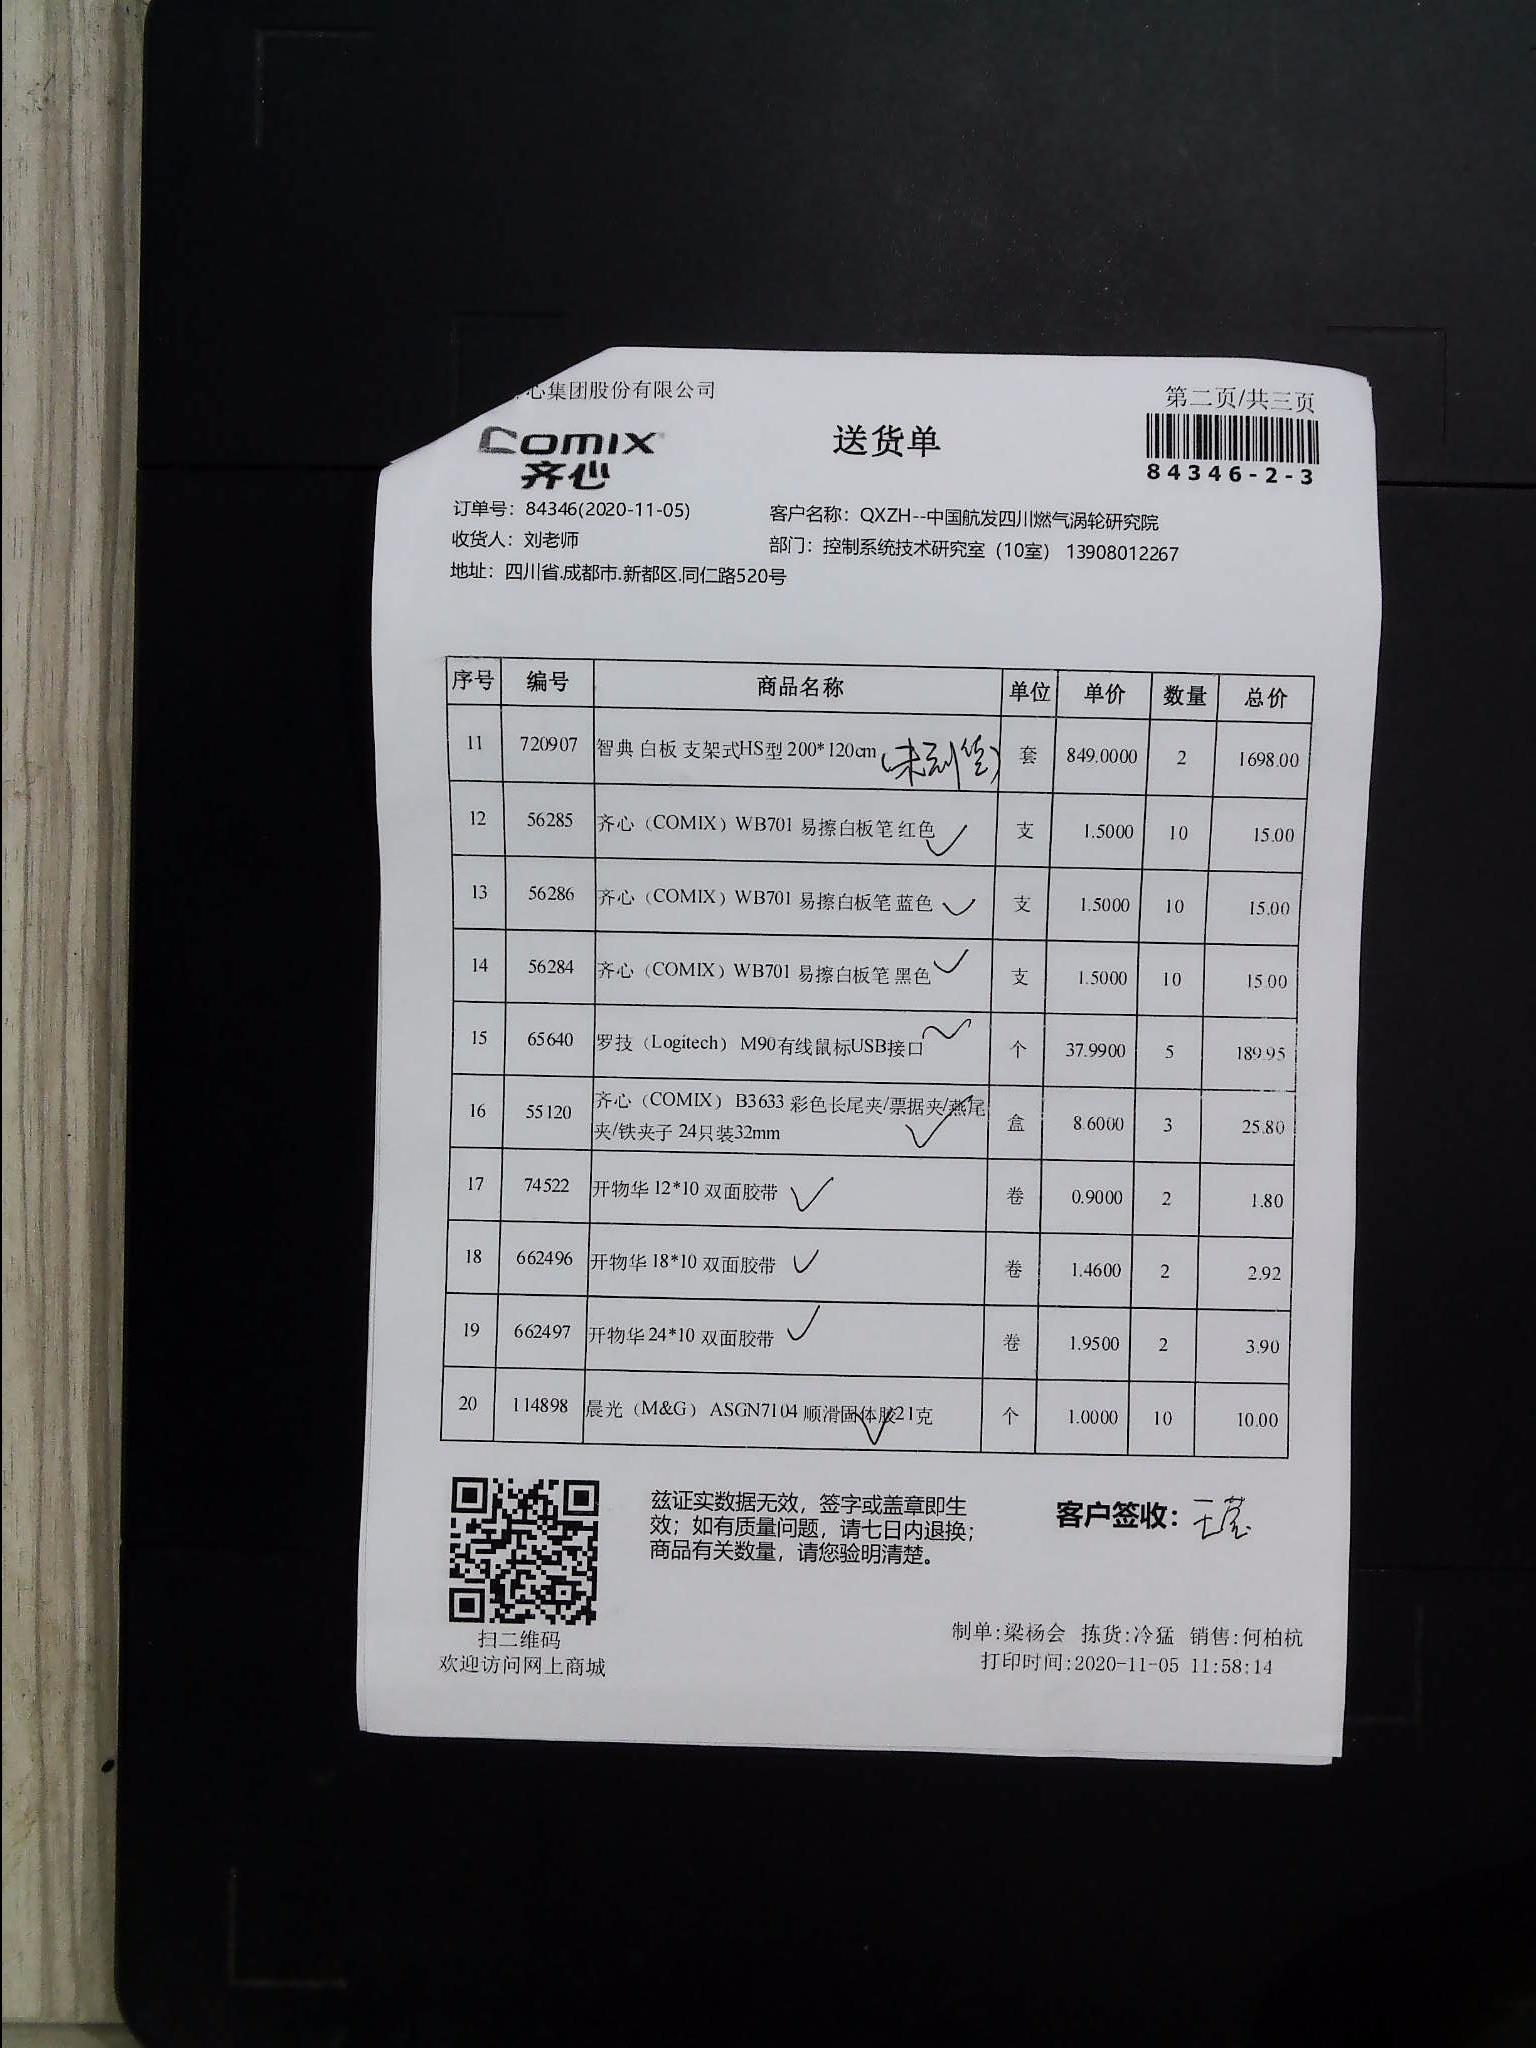 心集团股份有限公司
第二页/共三页
COMIX
齐心
送货单
84346-2-3
订单号：84346(2020-11-05)
客户名称：QXZH--中国航发四川燃气涡轮研究院
收货人：刘老师
部门：控制系统技术研究室（10室） 13908012267
地址：四川省.成都市.新都区.同仁路520号
序号 编号 商品名称 单位 单价 数量 总价
11 720907 智典 白板 支架式HS型 200*120cm 套 849.0000 2 1698.00
12 56285 齐心（COMIX）WB701 易擦白板笔 红色 支 1.5000 10 15.00
13 56286 齐心（COMIX）WB701 易擦白板笔 蓝色 支 1.5000 10 15.00
14 56284 齐心（COMIX）WB701 易擦白板笔 黑色 支 1.5000 10 15.00
15 65640 罗技（Logitech） M90有线鼠标USB接口 个 37.9900 5 189.95
16 55120 齐心（COMIX） B3633 彩色长尾夹/票据夹/燕尾 盒 8.6000 3 25.80
夹/铁夹子 24只装32mm
17 74522 开物华 12*10 双面胶带 卷 0.9000 2 1.80
18 662496 开物华 18*10 双面胶带 卷 1.4600 2 2.92
19 662497 开物华 24*10 双面胶带 卷 1.9500 2 3.90
20 114898 晨光（M&G） ASGN7104 顺滑固体胶21克 个 1.0000 10 10.00
兹证实数据无效，签字或盖章即生
效；如有质量问题，请七日内退换；
商品有关数量，请您验明清楚。
客户签收：
扫二维码
欢迎访问网上商城
制单:梁杨会 拣货:冷猛 销售:何柏杭
打印时间:2020-11-05 11:58:14